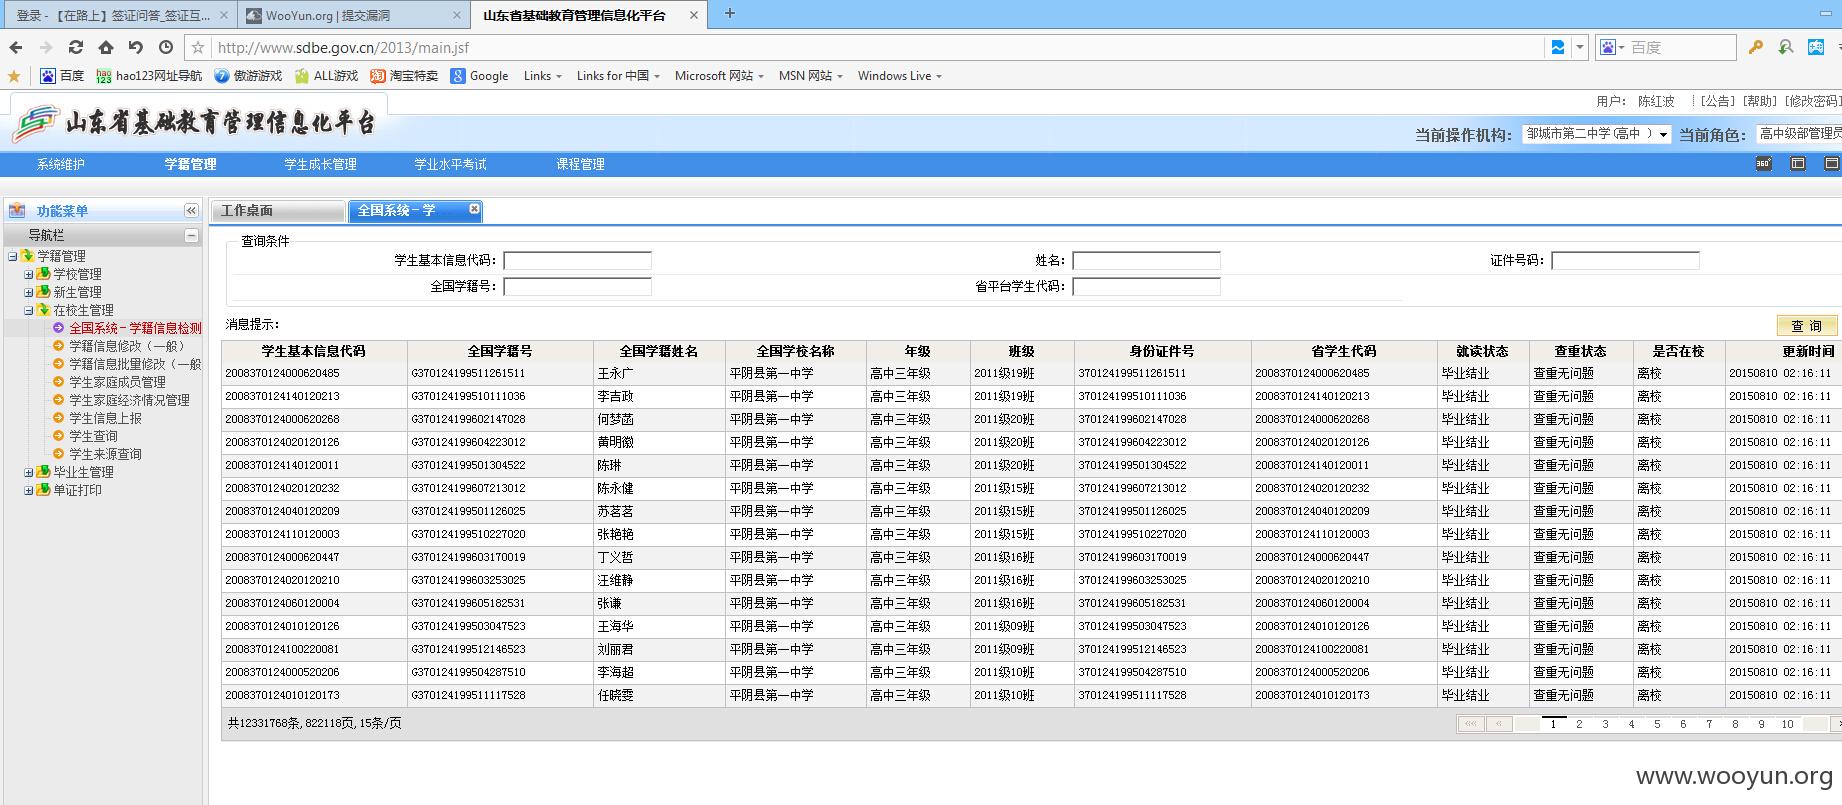 登录 - 【在路上】签证问答_签证互... WooYun.org | 提交漏洞 山东省基础教育管理信息化平台
http://www.sdbe.gov.cn/2013/main.jsf 百度
百度 hao123网址导航 傲游游戏 ALL游戏 淘宝特卖 Google Links Links for 中国 Microsoft 网站 MSN 网站 Windows Live
用户: 陈红波 [公告] [帮助] [修改密码]
山东省基础教育管理信息化平台
当前操作机构: 邹城市第二中学(高中 ) 当前角色: 高中级部管理员
系统维护 学籍管理 学生成长管理 学业水平考试 课程管理 360°
功能菜单
导航栏
学籍管理
学校管理
新生管理
在校生管理
全国系统-学籍信息检测
学籍信息修改(一般)
学籍信息批量修改(一般
学生家庭成员管理
学生家庭经济情况管理
学生信息上报
学生查询
学生来源查询
毕业生管理
单证打印
工作桌面 全国系统-学
查询条件
学生基本信息代码: 姓名: 证件号码:
全国学籍号: 省平台学生代码:
消息提示: 查 询
学生基本信息代码 全国学籍号 全国学籍姓名 全国学校名称 年级 班级 身份证件号 省学生代码 就读状态 查重状态 是否在校 更新时间
2008370124000620485 G370124199511261511 王永广 平阴县第一中学 高中三年级 2011级19班 370124199511261511 2008370124000620485 毕业结业 查重无问题 离校 20150810 02:16:11
2008370124140120213 G370124199510111036 李吉政 平阴县第一中学 高中三年级 2011级19班 370124199510111036 2008370124140120213 毕业结业 查重无问题 离校 20150810 02:16:11
2008370124000620268 G370124199602147028 何梦菡 平阴县第一中学 高中三年级 2011级20班 370124199602147028 2008370124000620268 毕业结业 查重无问题 离校 20150810 02:16:11
2008370124020120126 G370124199604223012 黄明徽 平阴县第一中学 高中三年级 2011级20班 370124199604223012 2008370124020120126 毕业结业 查重无问题 离校 20150810 02:16:11
2008370124140120011 G370124199501304522 陈琳 平阴县第一中学 高中三年级 2011级20班 370124199501304522 2008370124140120011 毕业结业 查重无问题 离校 20150810 02:16:11
2008370124020120232 G370124199607213012 陈永健 平阴县第一中学 高中三年级 2011级15班 370124199607213012 2008370124020120232 毕业结业 查重无问题 离校 20150810 02:16:11
2008370124040120209 G370124199501126025 苏茗茗 平阴县第一中学 高中三年级 2011级15班 370124199501126025 2008370124040120209 毕业结业 查重无问题 离校 20150810 02:16:11
2008370124110120003 G370124199510227020 张艳艳 平阴县第一中学 高中三年级 2011级15班 370124199510227020 2008370124110120003 毕业结业 查重无问题 离校 20150810 02:16:11
2008370124000620447 G370124199603170019 丁义哲 平阴县第一中学 高中三年级 2011级16班 370124199603170019 2008370124000620447 毕业结业 查重无问题 离校 20150810 02:16:11
2008370124020120210 G370124199603253025 汪维静 平阴县第一中学 高中三年级 2011级16班 370124199603253025 2008370124020120210 毕业结业 查重无问题 离校 20150810 02:16:11
2008370124060120004 G370124199605182531 张谦 平阴县第一中学 高中三年级 2011级16班 370124199605182531 2008370124060120004 毕业结业 查重无问题 离校 20150810 02:16:11
2008370124010120126 G370124199503047523 王海华 平阴县第一中学 高中三年级 2011级09班 370124199503047523 2008370124010120126 毕业结业 查重无问题 离校 20150810 02:16:11
2008370124100220081 G370124199512146523 刘丽君 平阴县第一中学 高中三年级 2011级09班 370124199512146523 2008370124100220081 毕业结业 查重无问题 离校 20150810 02:16:11
2008370124000520206 G370124199504287510 李海超 平阴县第一中学 高中三年级 2011级10班 370124199504287510 2008370124000520206 毕业结业 查重无问题 离校 20150810 02:16:11
2008370124010120173 G370124199511117528 任晓雯 平阴县第一中学 高中三年级 2011级10班 370124199511117528 2008370124010120173 毕业结业 查重无问题 离校 20150810 02:16:11
共12331768条,822118页,15条/页 1 2 3 4 5 6 7 8 9 10
www.wooyun.org